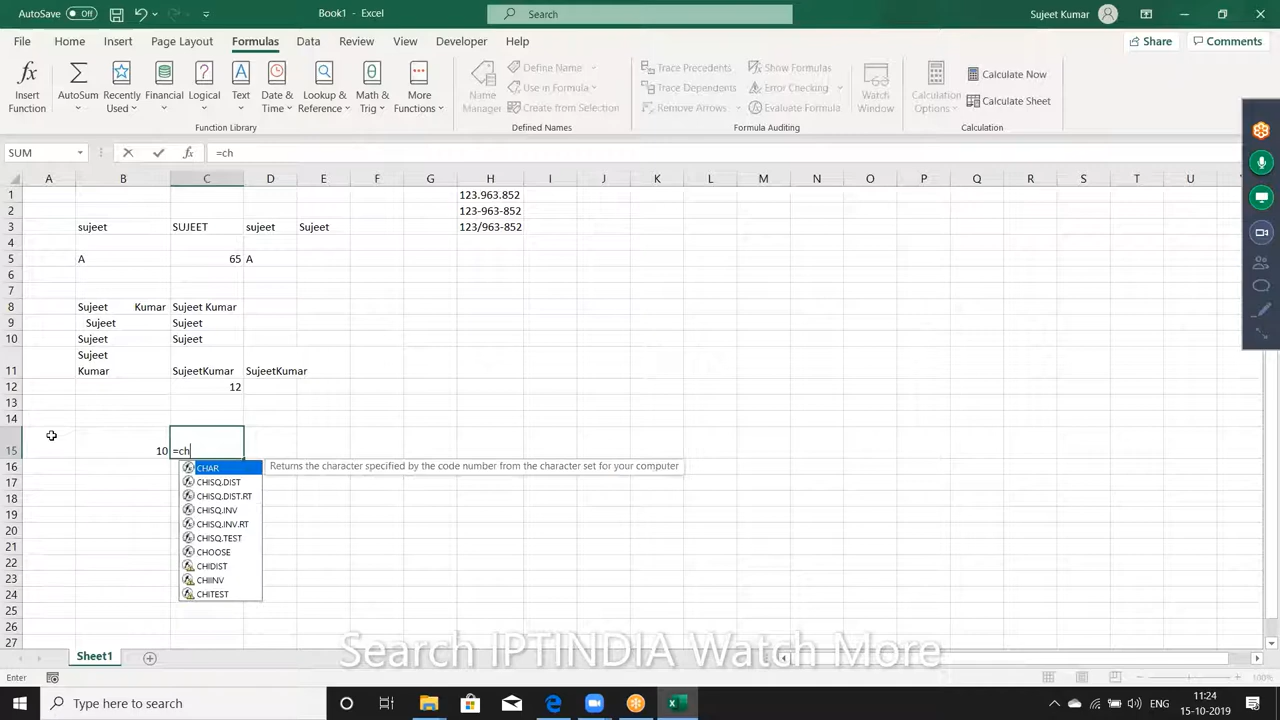 AutoSave Off Book1 - Excel Search Sujeet Kumar
File Home Insert Page Layout Formulas Data Review View Developer Help Share Comments
Insert Function AutoSum Recently Used Financial Logical Text Date & Time Lookup & Reference Math & Trig More Functions Name Manager Define Name Use in Formula Create from Selection Trace Precedents Trace Dependents Remove Arrows Show Formulas Error Checking Evaluate Formula Watch Window Calculation Options Calculate Now Calculate Sheet
Function Library Defined Names Formula Auditing Calculation
SUM fx =ch
A B C D E F G H I J K L M N O P Q R S T U
1 123.963.852
2 123-963-852
3 sujeet SUJEET sujeet Sujeet 123/963-852
4
5 A 65 A
6
7
8 Sujeet Kumar Sujeet Kumar
9 Sujeet Sujeet
10 Sujeet Sujeet
Sujeet
11 Kumar SujeetKumar SujeetKumar
12 12
13
14
15 10 =ch
16 CHAR Returns the character specified by the code number from the character set for your computer
17 CHISQ.DIST
18 CHISQ.DIST.RT
19 CHISQ.INV
20 CHISQ.INV.RT
21 CHISQ.TEST
22 CHOOSE
23 CHIDIST
24 CHIINV
25 CHITEST
26
27
Search IPTINDIA Watch More
Sheet1
Enter 100%
Type here to search ENG 11:24
15-10-2019